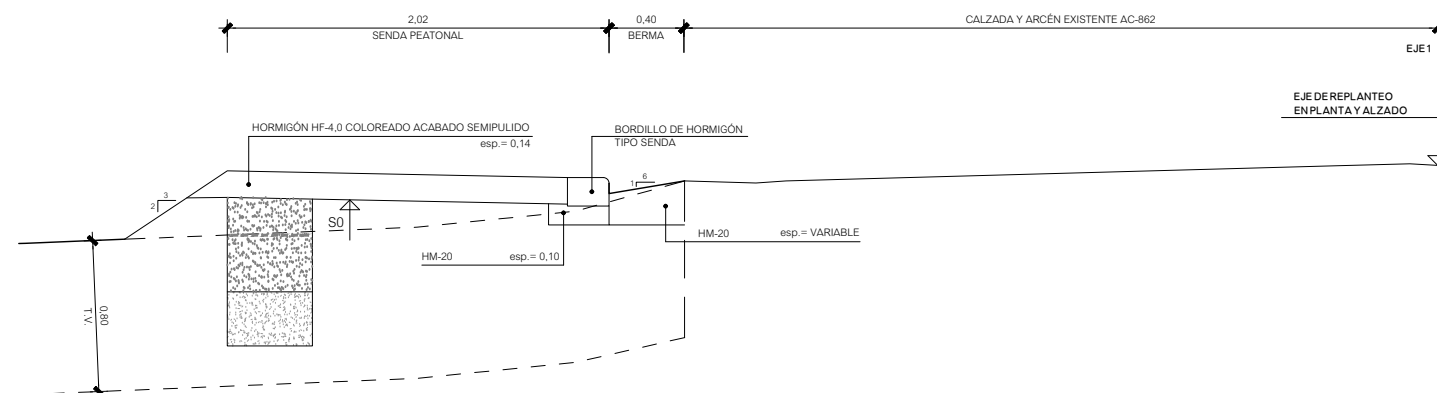 2,02
SENDA PEATONAL
0,40
BERMA
CALZADA Y ARCÉN EXISTENTE AC-862
EJE1
EJE DE REPLANTEO
EN PLANTA Y ALZADO
HORMIGÓN HF-4,0 COLOREADO ACABADO SEMIPULIDO
esp.= 0,14
BORDILLO DE HORMIGÓN
TIPO SENDA
1
6
3
2
S0
HM-20 esp.= VARIABLE
HM-20 esp.= 0,10
T.V.
0,80